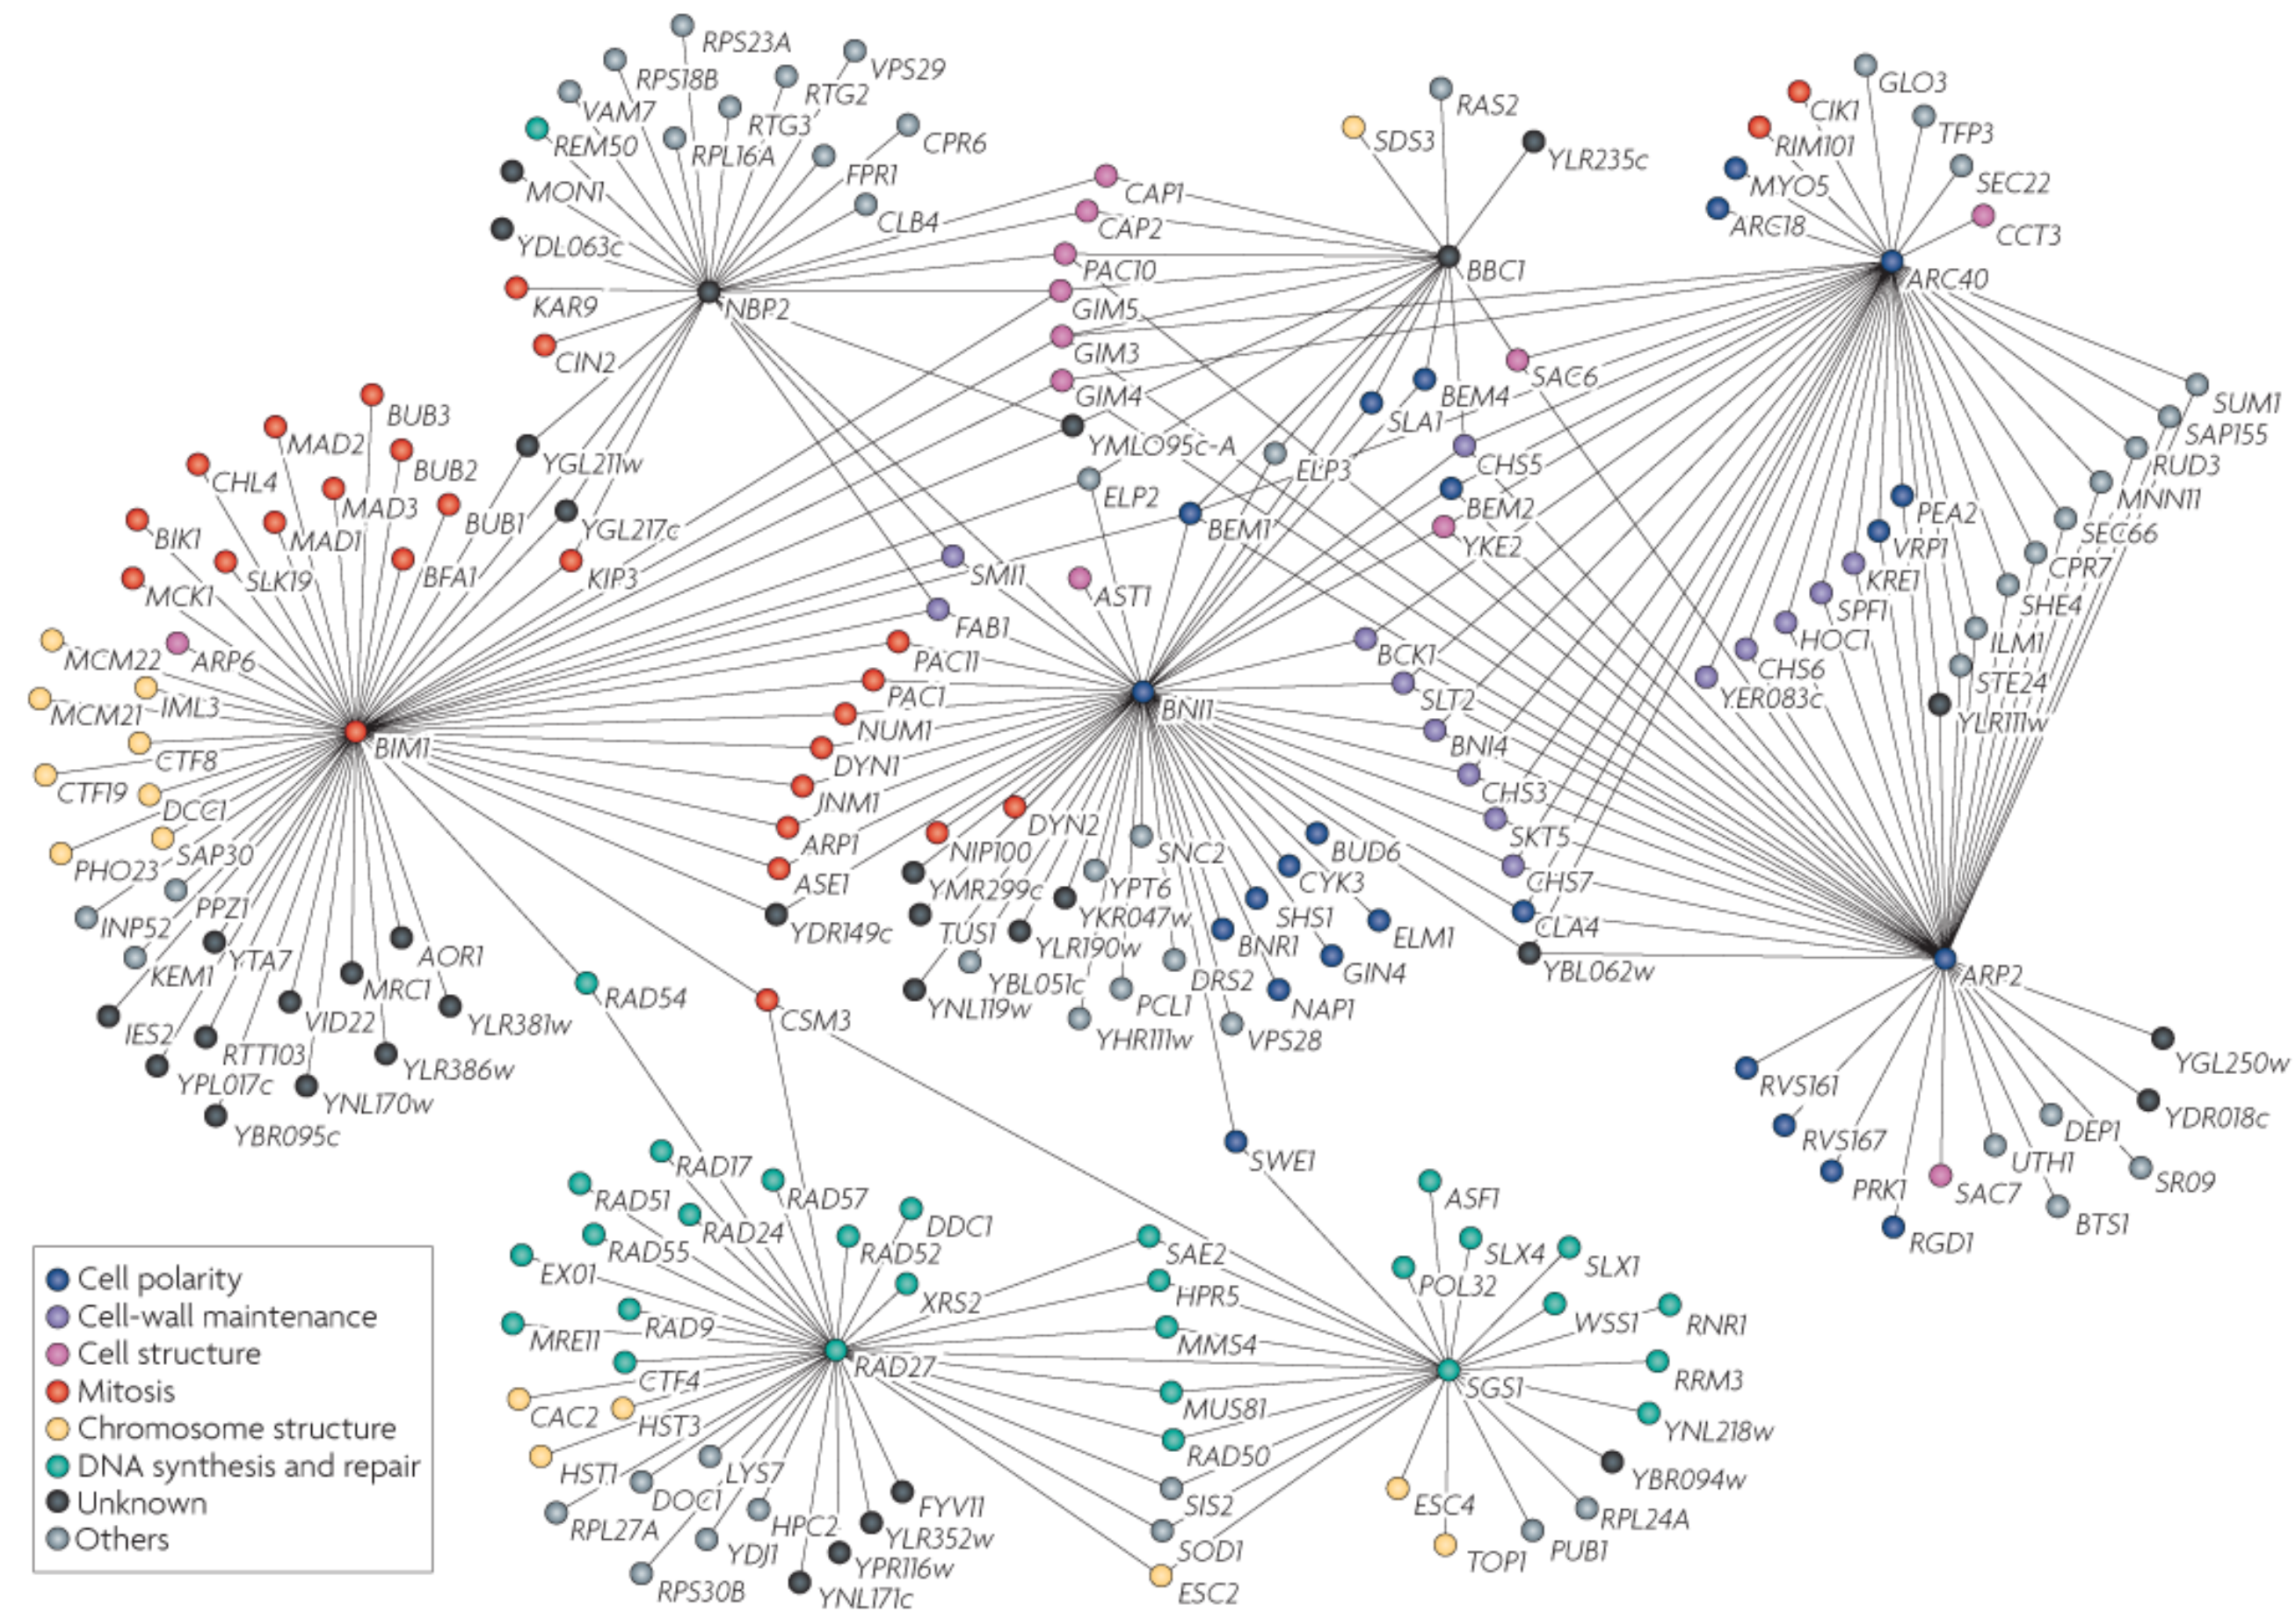 RPS23A
VPS29
RPS18B
RTG2
VAM7
RTG3
CPR6
REM50
RPL16A
FPR1
MON1
CLB4
YDL063c
KAR9
NBP2
CIN2
CAP1
CAP2
PAC10
GIM5
GIM3
GIM4
YML095c-A
ELP2
RAS2
SDS3
YLR235c
BBC1
SAC6
BEM4
SLA1
CHS5
ELP3
BEM2
BEM1
YKE2
GLO3
CIK1
TFP3
RIM101
SEC22
MYO5
CCT3
ARC18
ARC40
SUM1
SAP155
RUD3
MNN11
SEC66
CPR7
SHE4
ILM1
STE24
YLR111w
PEA2
VRP1
KRE1
SPF1
HOC1
CHS6
YER083c
BUB3
MAD2
BUB2
CHL4
MAD3
BUB1
BIK1
MAD1
BFA1
SLK19
MCK1
YGL211w
YGL217c
KIP3
MCM22
ARP6
IML3
MCM21
CTF8
BIM1
CTF19
DCC1
SAP30
PHO23
PPZ1
INP52
YTA7
KEM1
AOR1
MRC1
IES2
VID22
YLR381w
RTT103
YPL017c
YLR386w
YNL170w
YBR095c
SMI1
FAB1
AST1
PAC11
PAC1
NUM1
DYN1
JNM1
ARP1
ASE1
YDR149c
BNI1
BCK1
SLT2
BNI4
CHS3
SKT5
CHS7
CLA4
YBL062w
DYN2
NIP100
SNC2
BUD6
YMR299c
YPT6
CYK3
TUS1
YKR047w
SHS1
YLR190w
BNR1
ELM1
YBL051c
DRS2
GIN4
YNL119w
PCL1
NAP1
YHR111w
VPS28
RAD54
CSM3
SWE1
ARP2
YGL250w
RVS161
YDR018c
RVS167
DEP1
UTH1
SR09
PRK1
SAC7
BTS1
RGD1
RAD17
RAD51
RAD57
RAD24
DDC1
RAD55
RAD52
EX01
XRS2
RAD9
MRE11
RAD27
CTF4
CAC2
HST3
HST1
LYS7
DOC1
FYV11
RPL27A
HPC2
YLR352w
YDJ1
YPR116w
RPS30B
YNL171c
SAE2
HPR5
MMS4
MUS81
RAD50
SIS2
SOD1
ESC2
ASF1
SLX4
SLX1
POL32
WSS1
RNR1
RRM3
SGS1
YNL218w
YBR094w
ESC4
RPL24A
TOP1
PUB1
Cell polarity
Cell-wall maintenance
Cell structure
Mitosis
Chromosome structure
DNA synthesis and repair
Unknown
Others